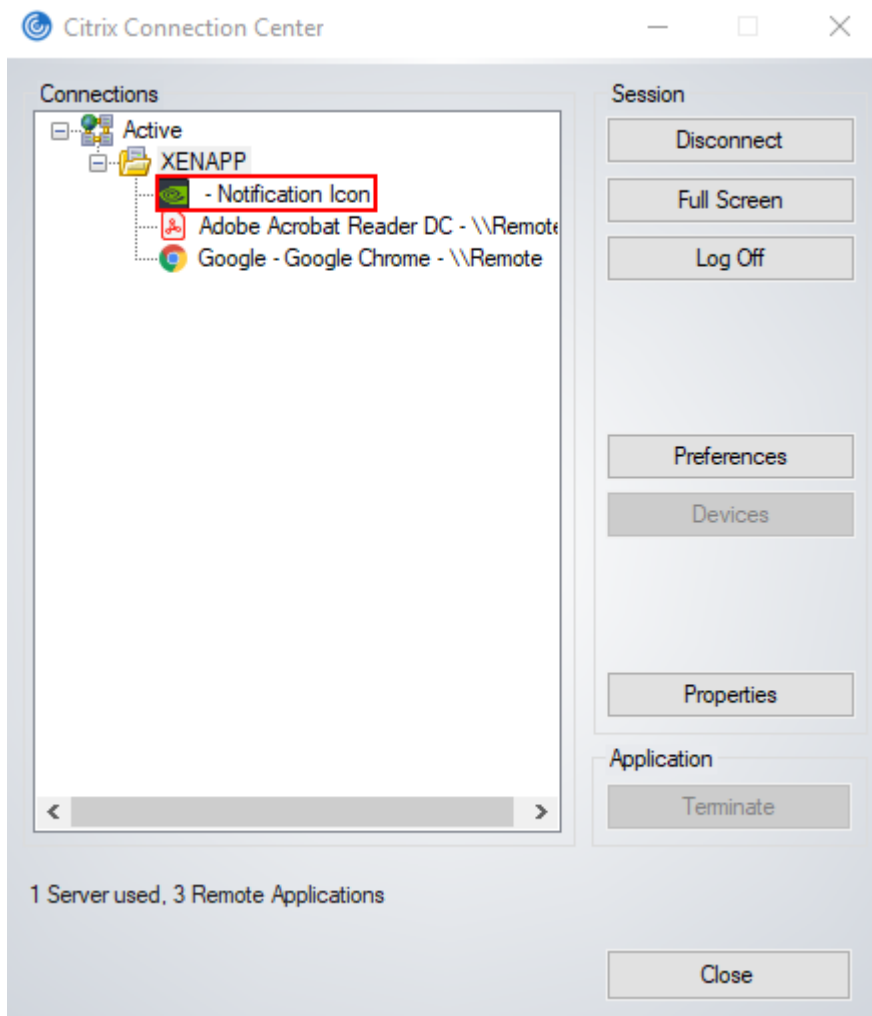 Citrix Connection Center
Connections
Active
XENAPP
- Notification Icon
Adobe Acrobat Reader DC - \\Remote
Google - Google Chrome - \\Remote
Session
Disconnect
Full Screen
Log Off
Preferences
Devices
Properties
Application
Terminate
1 Server used, 3 Remote Applications
Close